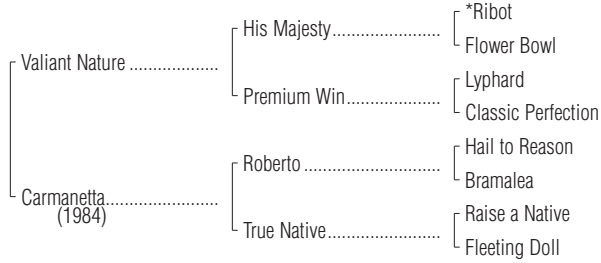 *Ribot
His Majesty....................
Flower Bowl
Valiant Nature ...................
Lyphard
Premium Win....................
Classic Perfection
Hail to Reason
Roberto .............................
Bramalea
Carmanetta........................
(1984)
Raise a Native
True Native........................
Fleeting Doll